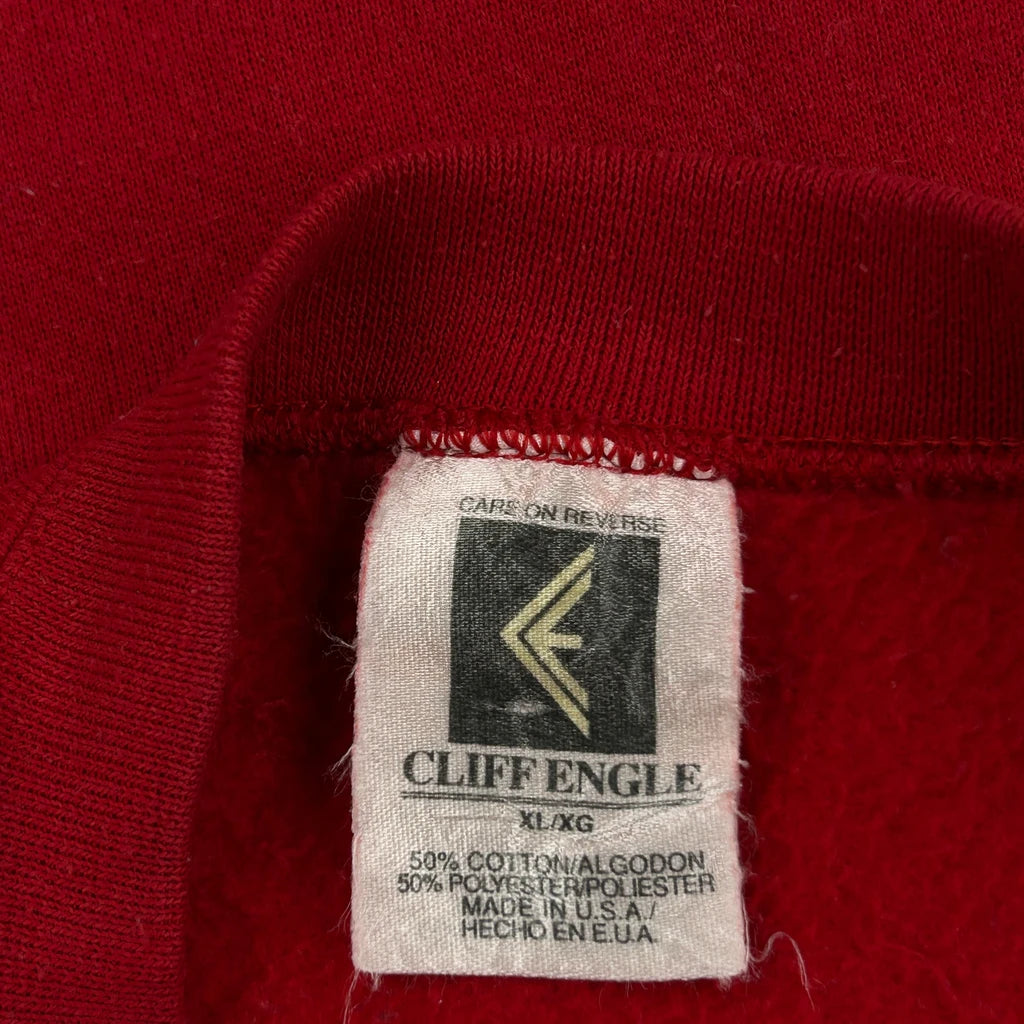 CARE ON REVERSE
CLIFF ENGLE
XL/XG
50% COTTON/ALGODON
50% POLYESTER/POLIESTER
MADE IN U.S.A./
HECHO EN E.U.A.